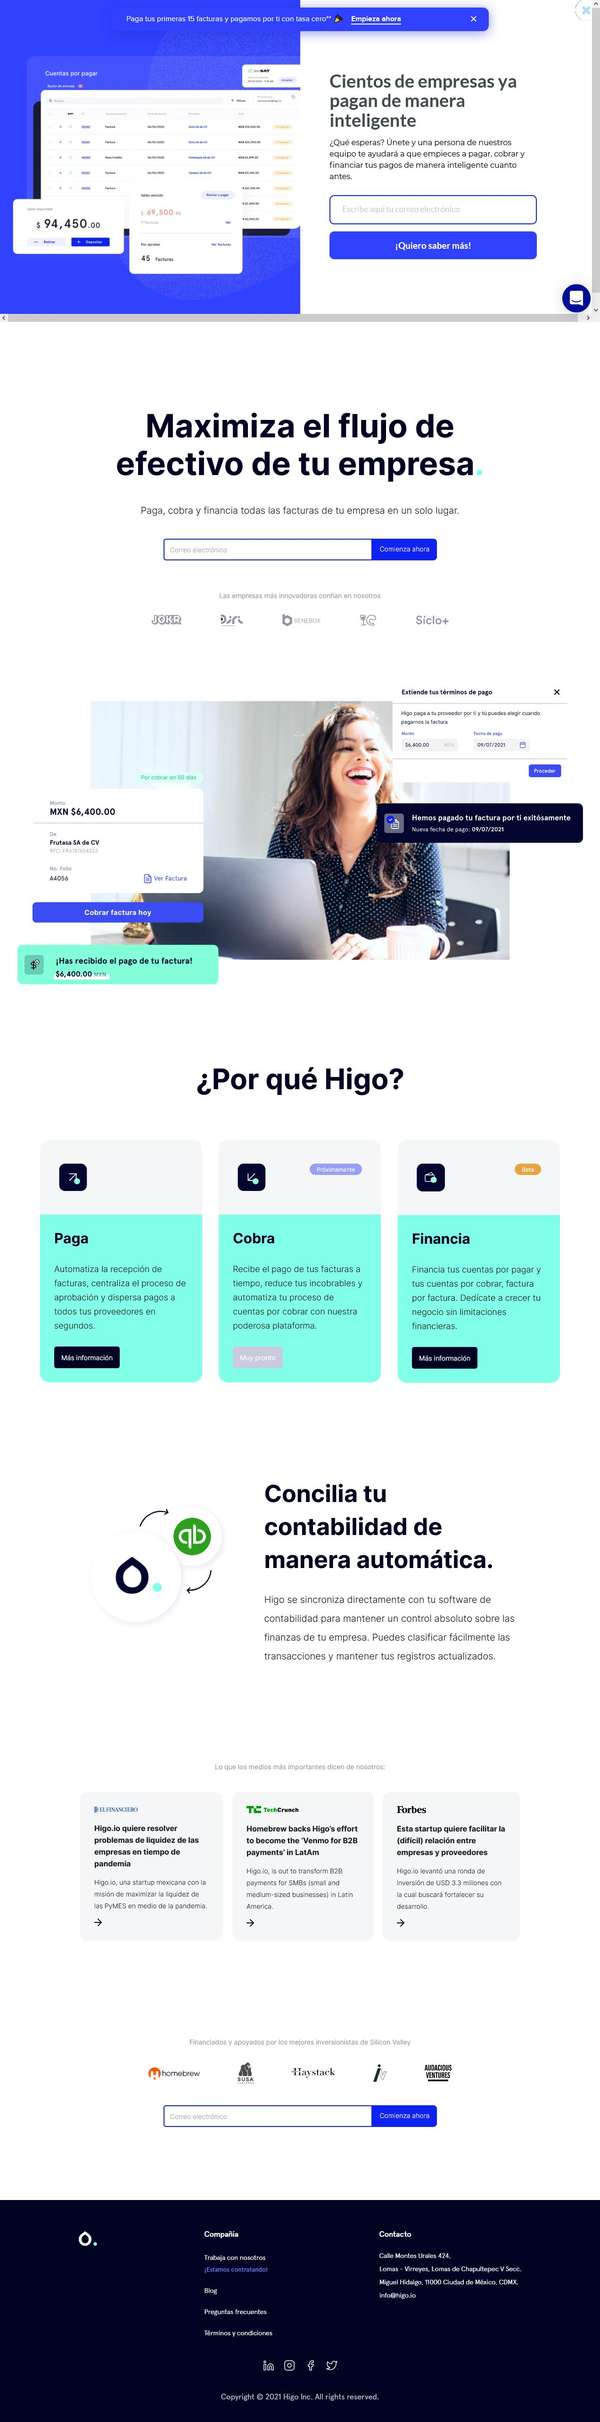 Paga tus primeras 15 facturas y pagamos por ti con tasa cero** Empieza ahora
Cuentas por pagar
$ 94,450.00
Retirar
Depositar
$ 69,500
Ver facturas
45 Facturas
Cientos de empresas ya
pagan de manera
inteligente
¿Qué esperas? Únete y una persona de nuestros
equipo te ayudará a que empieces a pagar, cobrar y
financiar tus pagos de manera inteligente cuanto
antes.
Escribe aquí tu correo electrónico
¡Quiero saber más!
Maximiza el flujo de
efectivo de tu empresa.
Paga, cobra y financia todas las facturas de tu empresa en un solo lugar.
Correo electrónico
Comienza ahora
Las empresas más innovadoras confían en nosotros
JOKR
BENEBOX
Síclo+
Extiende tus términos de pago
Higo paga a tu proveedor por ti y tú puedes elegir cuando
pagarnos la factura
Monto
Fecha de pago
$6,400.00 MXN
09/07/2021
Proceder
Por cobrar en 60 días
Monto
MXN $6,400.00
De
Frutasa SA de CV
No. Folio
A4056
Ver Factura
Cobrar factura hoy
Hemos pagado tu factura por ti exitósamente
Nueva fecha de pago: 09/07/2021
¡Has recibido el pago de tu factura!
$6,400.00 MXN
¿Por qué Higo?
Próximamente
Beta
Paga
Automatiza la recepción de
facturas, centraliza el proceso de
aprobación y dispersa pagos a
todos tus proveedores en
segundos.
Más información
Cobra
Recibe el pago de tus facturas a
tiempo, reduce tus incobrables y
automatiza tu proceso de
cuentas por cobrar con nuestra
poderosa plataforma.
Muy pronto
Financia
Financia tus cuentas por pagar y
tus cuentas por cobrar, factura
por factura. Dedícate a crecer tu
negocio sin limitaciones
financieras.
Más información
qb
Concilia tu
contabilidad de
manera automática.
Higo se sincroniza directamente con tu software de
contabilidad para mantener un control absoluto sobre las
finanzas de tu empresa. Puedes clasificar fácilmente las
transacciones y mantener tus registros actualizados.
Lo que los medios más importantes dicen de nosotros:
EL FINANCIERO
Higo.io quiere resolver
problemas de liquidez de las
empresas en tiempo de
pandemia
Higo.io, una startup mexicana con la
misión de maximizar la liquidez de
las PyMES en medio de la pandemia.
TechCrunch
Homebrew backs Higo's effort
to become the 'Venmo for B2B
payments' in LatAm
Higo.io, is out to transform B2B
payments for SMBs (small and
medium-sized businesses) in Latin
America.
Forbes
Esta startup quiere facilitar la
(difícil) relación entre
empresas y proveedores
Higo.io levantó una ronda de
inversión de USD 3.3 millones con
la cual buscará fortalecer su
desarrollo.
Financiados y apoyados por los mejores inversionistas de Silicon Valley
homebrew
SUSA
Haystack
AUDACIOUS
VENTURES
Correo electrónico
Comienza ahora
Compañía
Trabaja con nosotros
¡Estamos contratando!
Blog
Preguntas frecuentes
Términos y condiciones
Contacto
Calle Montes Urales 424,
Lomas - Virreyes, Lomas de Chapultepec V Secc,
Miguel Hidalgo, 11000 Ciudad de México, CDMX.
info@higo.io
Copyright © 2021 Higo Inc. All rights reserved.